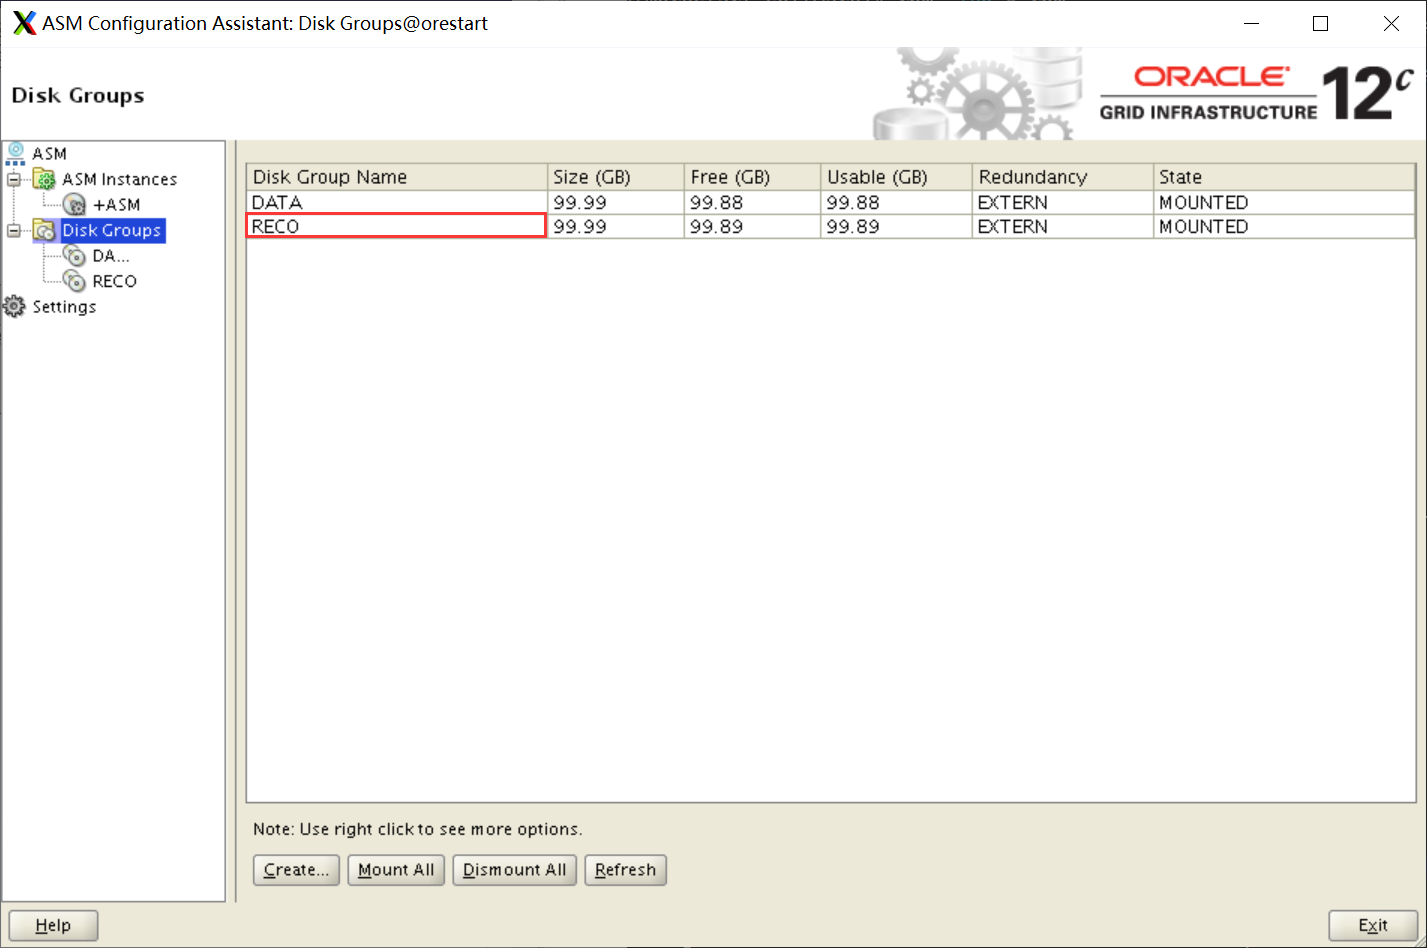 ASM Configuration Assistant: Disk Groups@orestart
Disk Groups
ORACLE
GRID INFRASTRUCTURE 12c
ASM
ASM Instances
+ASM
Disk Groups
DA...
RECO
Settings
Disk Group Name Size (GB) Free (GB) Usable (GB) Redundancy State
DATA 99.99 99.88 99.88 EXTERN MOUNTED
RECO 99.99 99.89 99.89 EXTERN MOUNTED
Note: Use right click to see more options.
Create... Mount All Dismount All Refresh
Help Exit